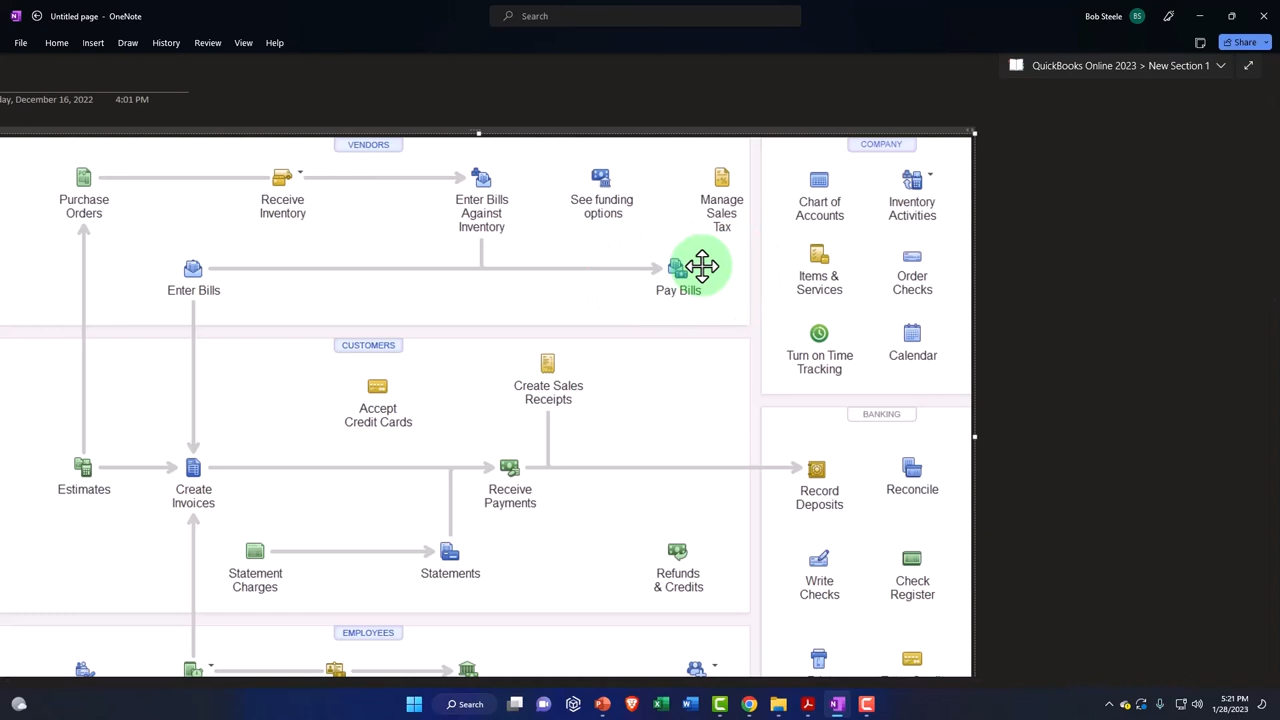 Untitled page - OneNote
Search
Bob Steele
BS
File
Home
Insert
Draw
History
Review
View
Help
Share
QuickBooks Online 2023 > New Section 1
December 16, 2022
4:01 PM
VENDORS
COMPANY
Purchase
Orders
Receive
Inventory
Enter Bills
Against
Inventory
See funding
options
Manage
Sales
Tax
Chart of
Accounts
Inventory
Activities
Enter Bills
Pay Bills
Items &
Services
Order
Checks
Turn on Time
Tracking
Calendar
CUSTOMERS
Accept
Credit Cards
Create Sales
Receipts
BANKING
Estimates
Create
Invoices
Receive
Payments
Record
Deposits
Reconcile
Statement
Charges
Statements
Refunds
& Credits
Write
Checks
Check
Register
EMPLOYEES
Search
5:21 PM
1/28/2023